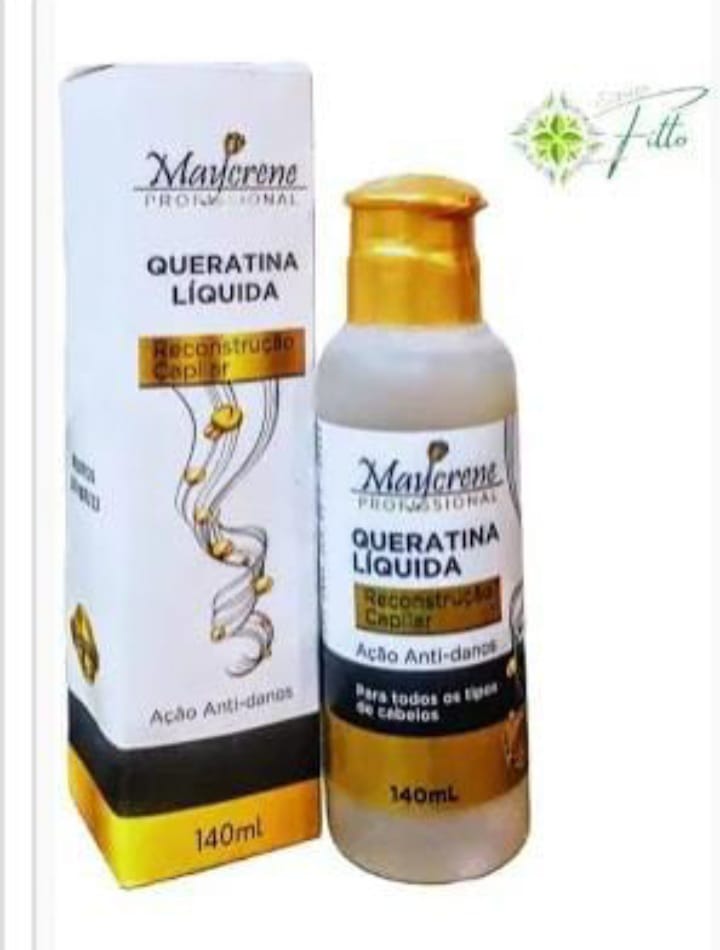 Maycrene
PROFISSIONAL
QUERATINA
LÍQUIDA
Reconstrução
Capilar
Ação Anti-danos
140mL
Maycrene
PROFISSIONAL
QUERATINA
LÍQUIDA
Reconstrução
Capilar
Ação Anti-danos
Para todos os tipos
de cabelos
140mL
Fitto